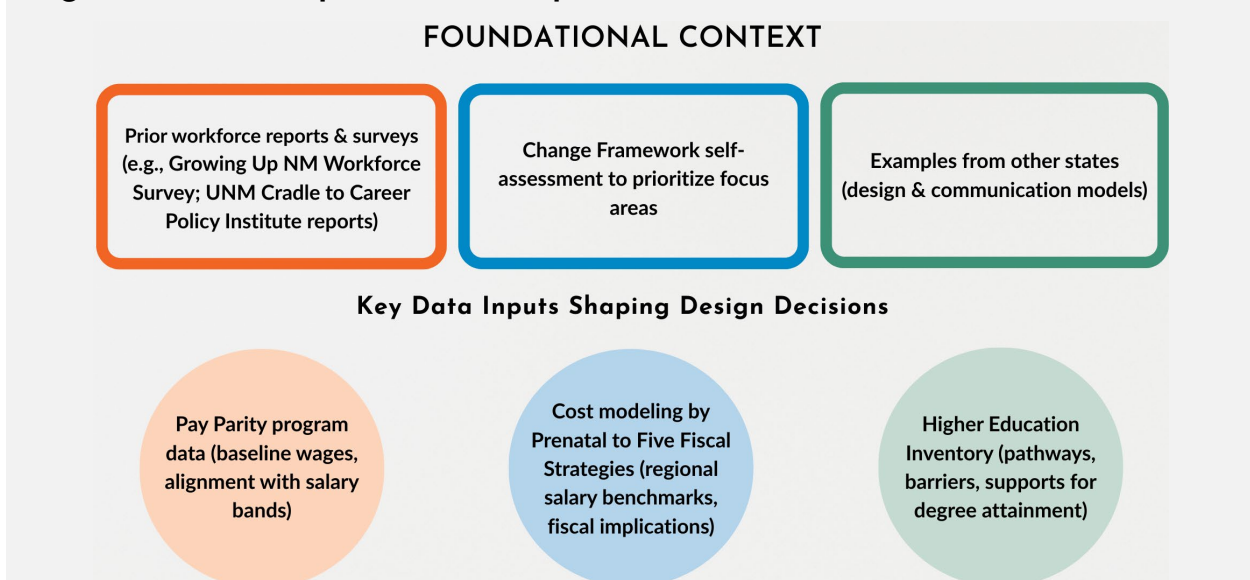 FOUNDATIONAL CONTEXT
Prior workforce reports & surveys
(e.g., Growing Up NM Workforce
Survey; UNM Cradle to Career
Policy Institute reports)
Change Framework self-
assessment to prioritize focus
areas
Examples from other states
(design & communication models)
Key Data Inputs Shaping Design Decisions
Pay Parity program
data (baseline wages,
alignment with salary
bands)
Cost modeling by
Prenatal to Five Fiscal
Strategies (regional
salary benchmarks,
fiscal implications)
Higher Education
Inventory (pathways,
barriers, supports for
degree attainment)